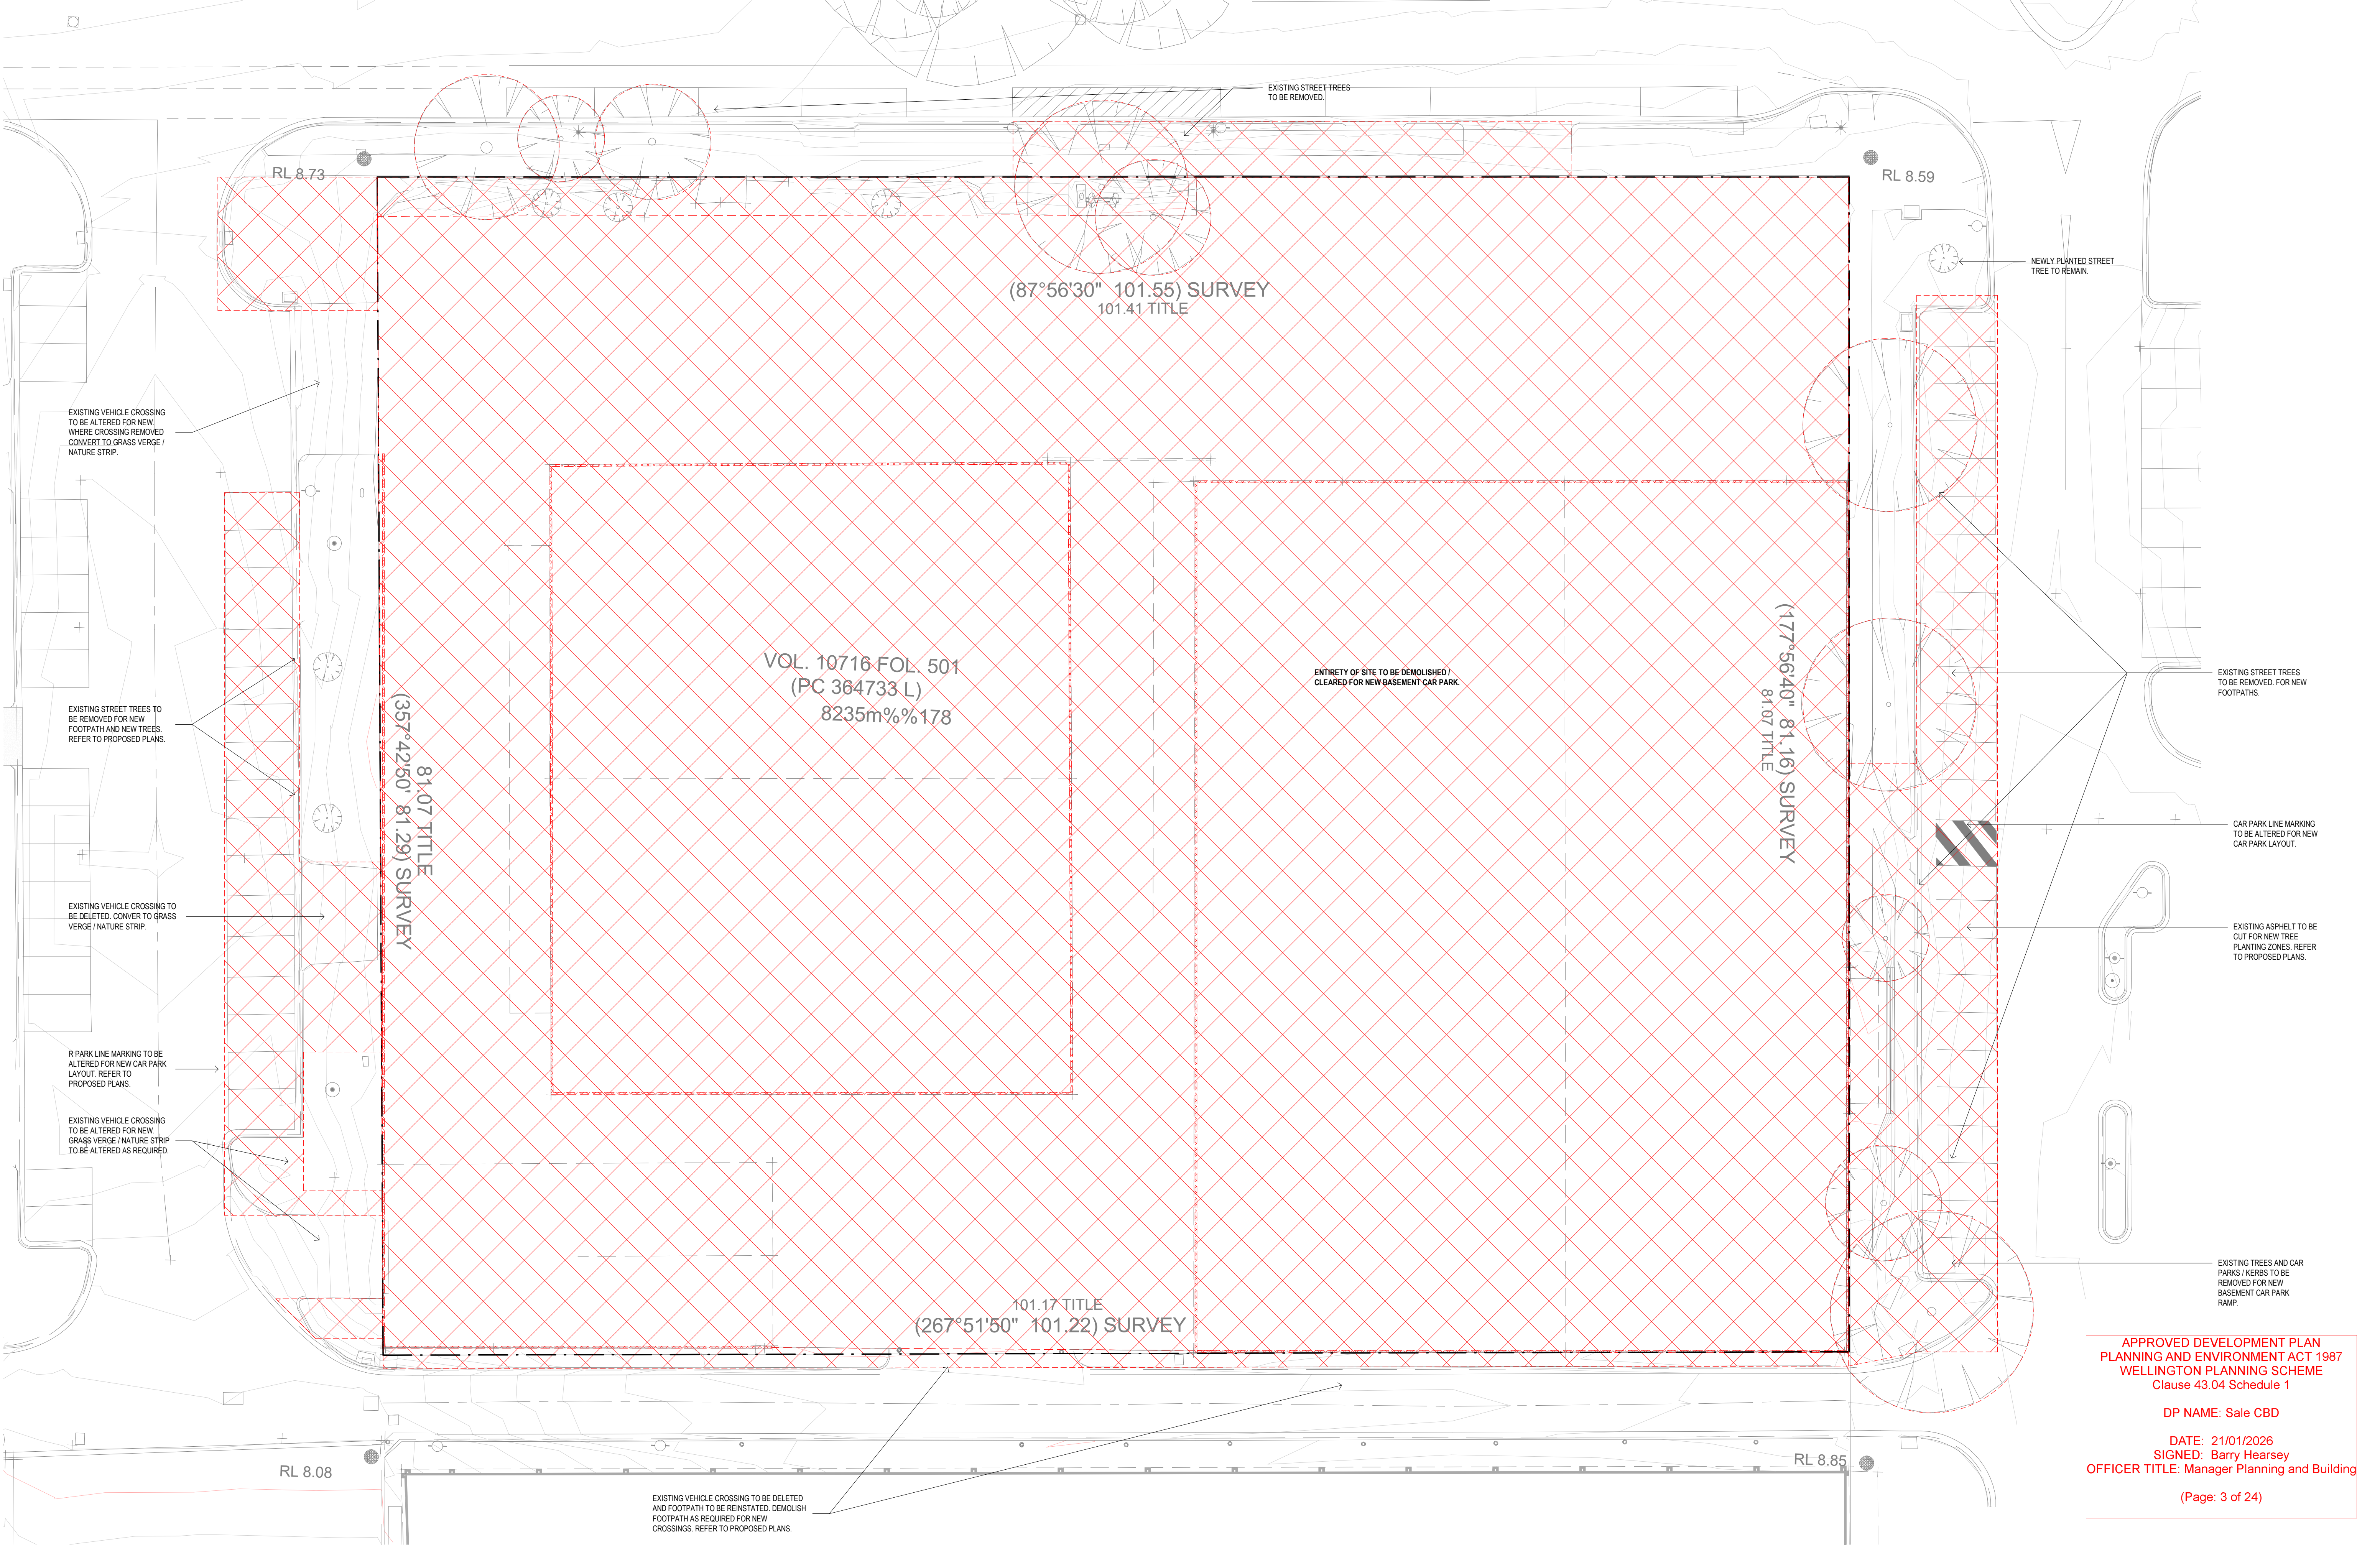 EXISTING STREET TREES
TO BE REMOVED.
RL 8.73
RL 8.59
NEWLY PLANTED STREET
TREE TO REMAIN.
(87°56'30" 101.55) SURVEY
101.41 TITLE
EXISTING VEHICLE CROSSING
TO BE ALTERED FOR NEW.
WHERE CROSSING REMOVED
CONVERT TO GRASS VERGE /
NATURE STRIP.
VOL. 10716 FOL. 501
(PC 364733 L)
8235m%%178
ENTIRETY OF SITE TO BE DEMOLISHED /
CLEARED FOR NEW BASEMENT CAR PARK.
(177°56'40" 81.16) SURVEY
81.07 TITLE
EXISTING STREET TREES
TO BE REMOVED. FOR NEW
FOOTPATHS.
EXISTING STREET TREES TO
BE REMOVED FOR NEW
FOOTPATH AND NEW TREES.
REFER TO PROPOSED PLANS.
81.07 TITLE
(357°42'50' 81.29) SURVEY
CAR PARK LINE MARKING
TO BE ALTERED FOR NEW
CAR PARK LAYOUT.
EXISTING VEHICLE CROSSING TO
BE DELETED. CONVER TO GRASS
VERGE / NATURE STRIP.
EXISTING ASPHELT TO BE
CUT FOR NEW TREE
PLANTING ZONES. REFER
TO PROPOSED PLANS.
R PARK LINE MARKING TO BE
ALTERED FOR NEW CAR PARK
LAYOUT. REFER TO
PROPOSED PLANS.
EXISTING VEHICLE CROSSING
TO BE ALTERED FOR NEW.
GRASS VERGE / NATURE STRIP
TO BE ALTERED AS REQUIRED.
EXISTING TREES AND CAR
PARKS / KERBS TO BE
REMOVED FOR NEW
BASEMENT CAR PARK
RAMP.
101.17 TITLE
(267°51'50" 101.22) SURVEY
RL 8.08
RL 8.85
EXISTING VEHICLE CROSSING TO BE DELETED
AND FOOTPATH TO BE REINSTATED. DEMOLISH
FOOTPATH AS REQUIRED FOR NEW
CROSSINGS. REFER TO PROPOSED PLANS.
APPROVED DEVELOPMENT PLAN
PLANNING AND ENVIRONMENT ACT 1987
WELLINGTON PLANNING SCHEME
Clause 43.04 Schedule 1
DP NAME: Sale CBD
DATE: 21/01/2026
SIGNED: Barry Hearsey
OFFICER TITLE: Manager Planning and Building
(Page: 3 of 24)